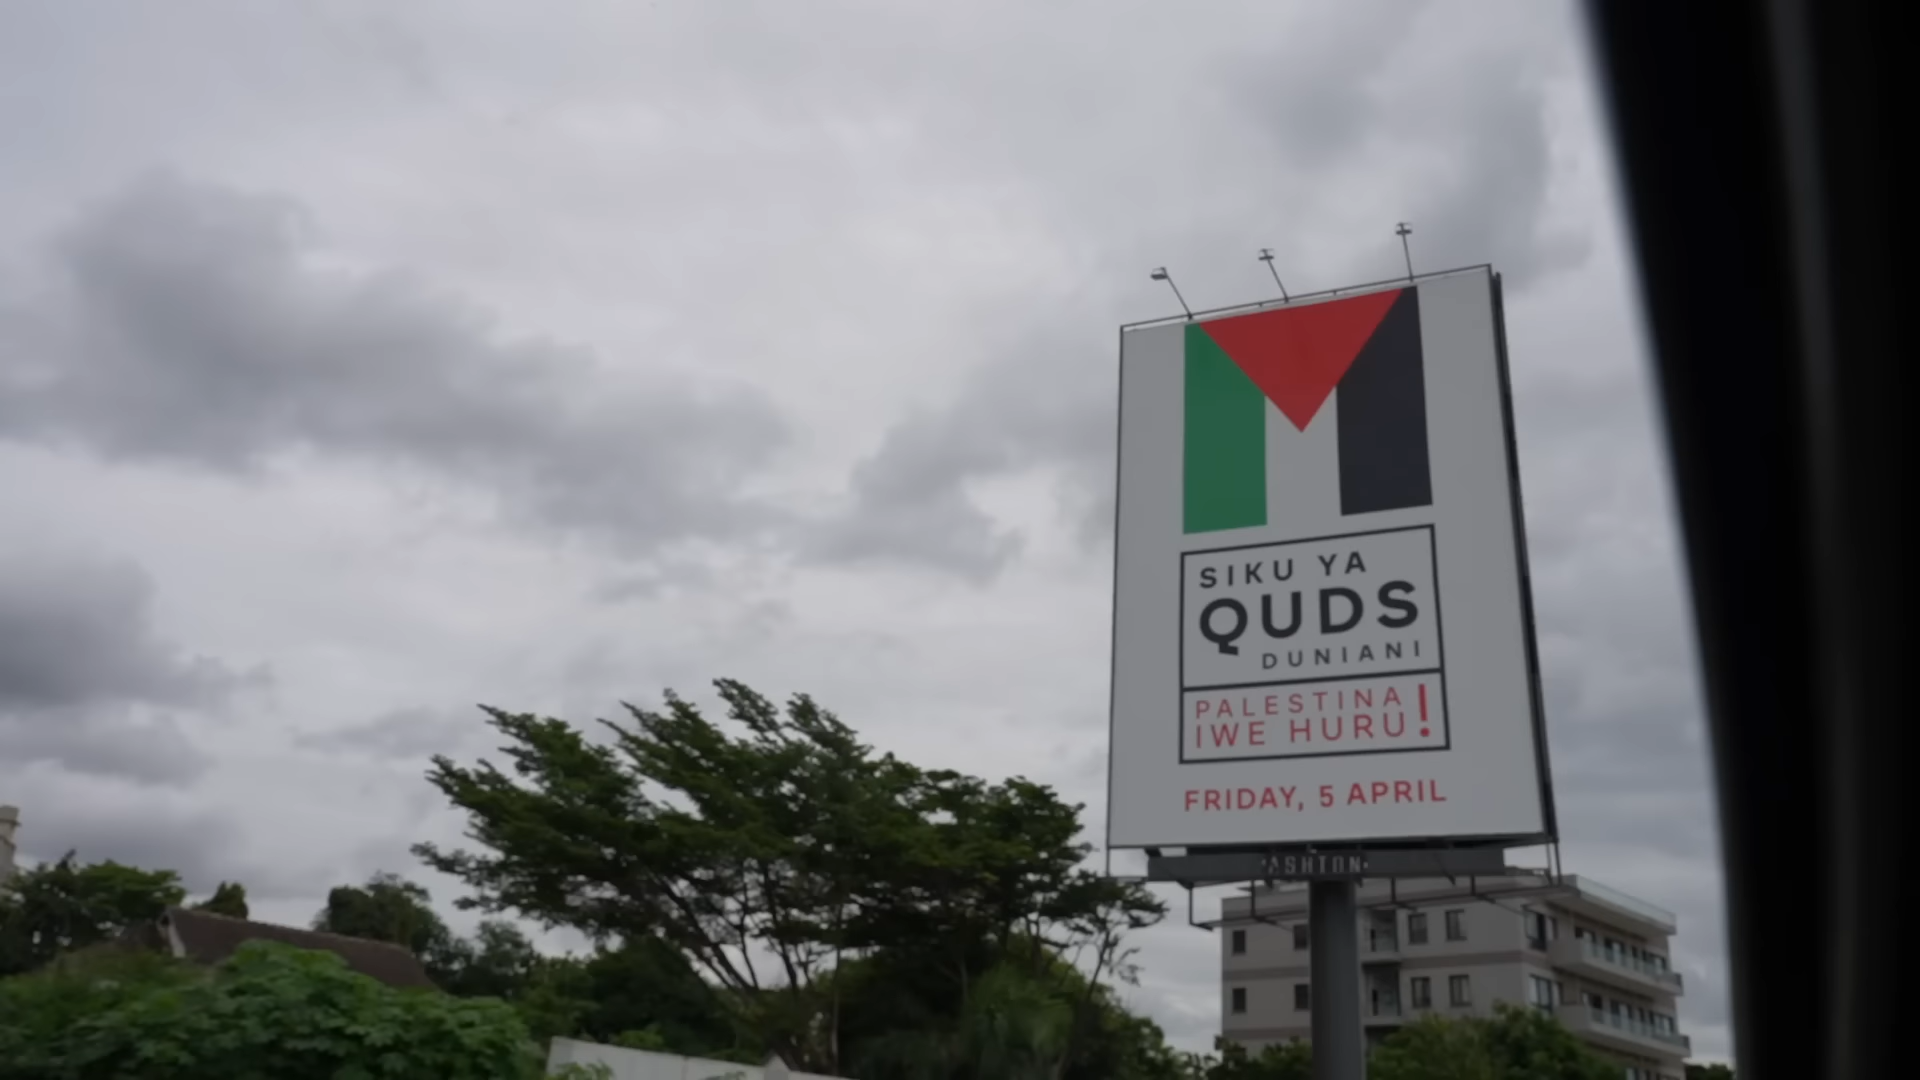 SIKU YA
QUDS
DUNIANI
PALESTINA
IWE HURU!
FRIDAY, 5 APRIL
ASHTON